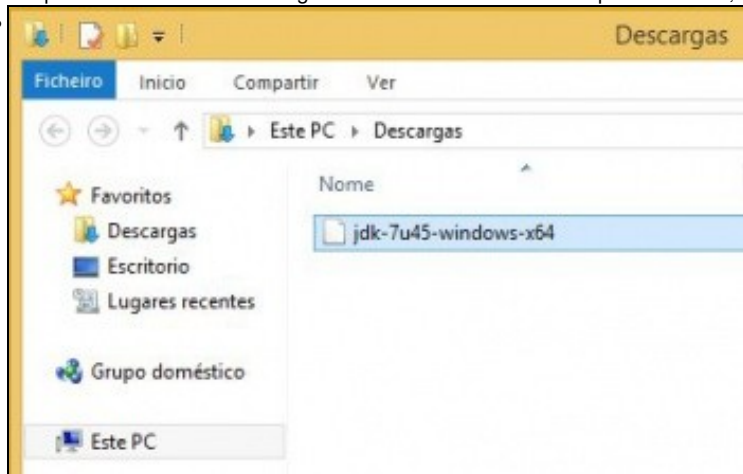 Descargas
Ficheiro Inicio Compartir Ver
Este PC Descargas
Favoritos
Descargas
Escritorio
Lugares recentes
Grupo doméstico
Este PC
Nome
jdk-7u45-windows-x64